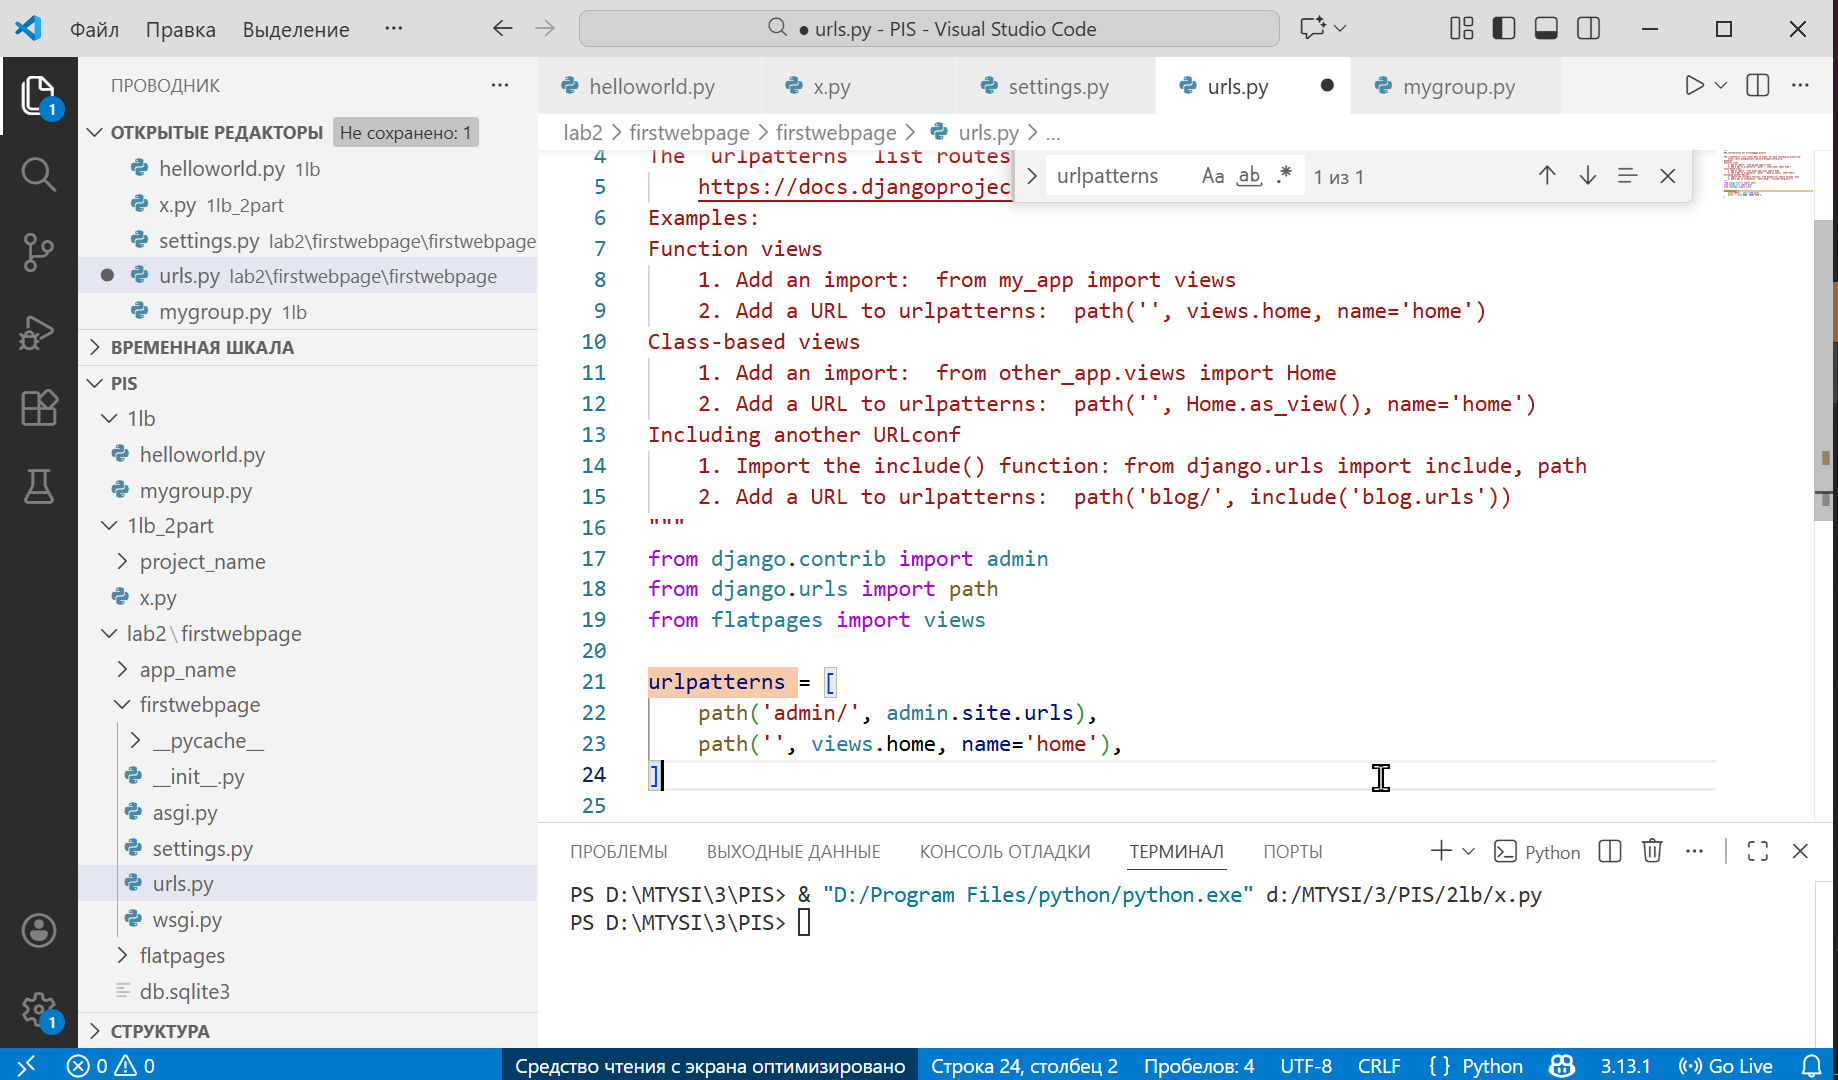 Файл Правка Выделение ···
● urls.py - PIS - Visual Studio Code
ПРОВОДНИК ···
ОТКРЫТЫЕ РЕДАКТОРЫ Не сохранено: 1
helloworld.py 1lb
x.py 1lb_2part
settings.py lab2\firstwebpage\firstwebpage
urls.py lab2\firstwebpage\firstwebpage
mygroup.py 1lb
ВРЕМЕННАЯ ШКАЛА
PIS
1lb
helloworld.py
mygroup.py
1lb_2part
project_name
x.py
lab2\firstwebpage
app_name
firstwebpage
__pycache__
__init__.py
asgi.py
settings.py
urls.py
wsgi.py
flatpages
db.sqlite3
СТРУКТУРА
1
1
helloworld.py x.py settings.py urls.py mygroup.py
lab2 > firstwebpage > firstwebpage > urls.py > ...
urlpatterns Aa ab .* 1 из 1
4 The `urlpatterns` list routes
5 https://docs.djangoprojec
6 Examples:
7 Function views
8 1. Add an import:  from my_app import views
9 2. Add a URL to urlpatterns:  path('', views.home, name='home')
10 Class-based views
11 1. Add an import:  from other_app.views import Home
12 2. Add a URL to urlpatterns:  path('', Home.as_view(), name='home')
13 Including another URLconf
14 1. Import the include() function: from django.urls import include, path
15 2. Add a URL to urlpatterns:  path('blog/', include('blog.urls'))
16 """
17 from django.contrib import admin
18 from django.urls import path
19 from flatpages import views
20
21 urlpatterns = [
22 path('admin/', admin.site.urls),
23 path('', views.home, name='home'),
24 ]
25
ПРОБЛЕМЫ ВЫХОДНЫЕ ДАННЫЕ КОНСОЛЬ ОТЛАДКИ ТЕРМИНАЛ ПОРТЫ Python
PS D:\MTYSI\3\PIS> & "D:/Program Files/python/python.exe" d:/MTYSI/3/PIS/2lb/x.py
PS D:\MTYSI\3\PIS>
0 0 Средство чтения с экрана оптимизировано Строка 24, столбец 2 Пробелов: 4 UTF-8 CRLF { } Python 3.13.1 Go Live